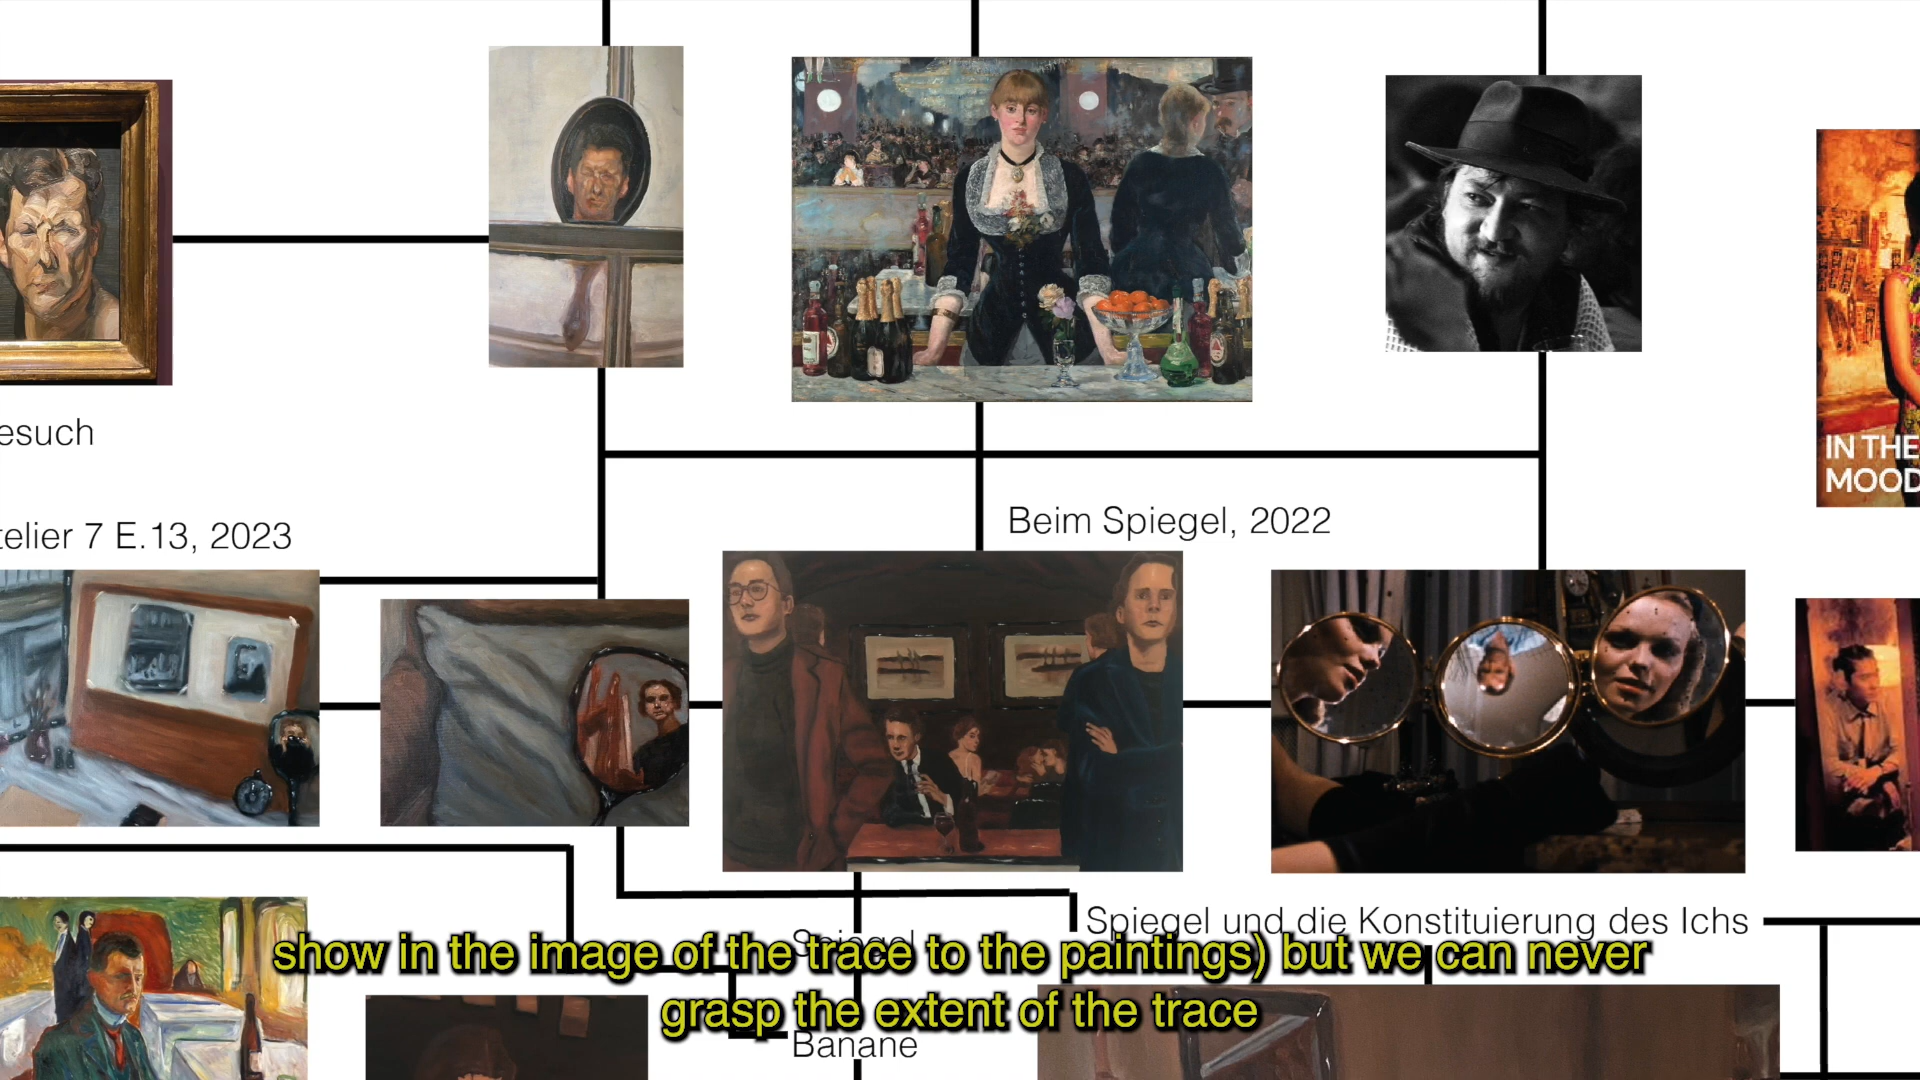 esuch
IN THE
MOOD
telier 7 E.13, 2023
Beim Spiegel, 2022
Spiegel und die Konstituierung des Ichs
Spiegel
show in the image of the trace to the paintings) but we can never
grasp the extent of the trace
Banane